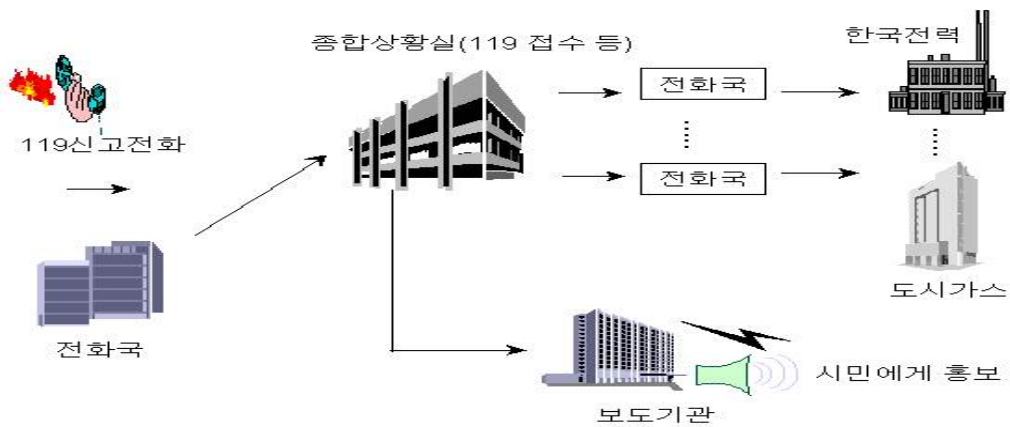 종합상황실(119 접수 등)
한국전력
전화국
119신고전화
전화국
도시가스
전화국
시민에게 홍보
보도기관